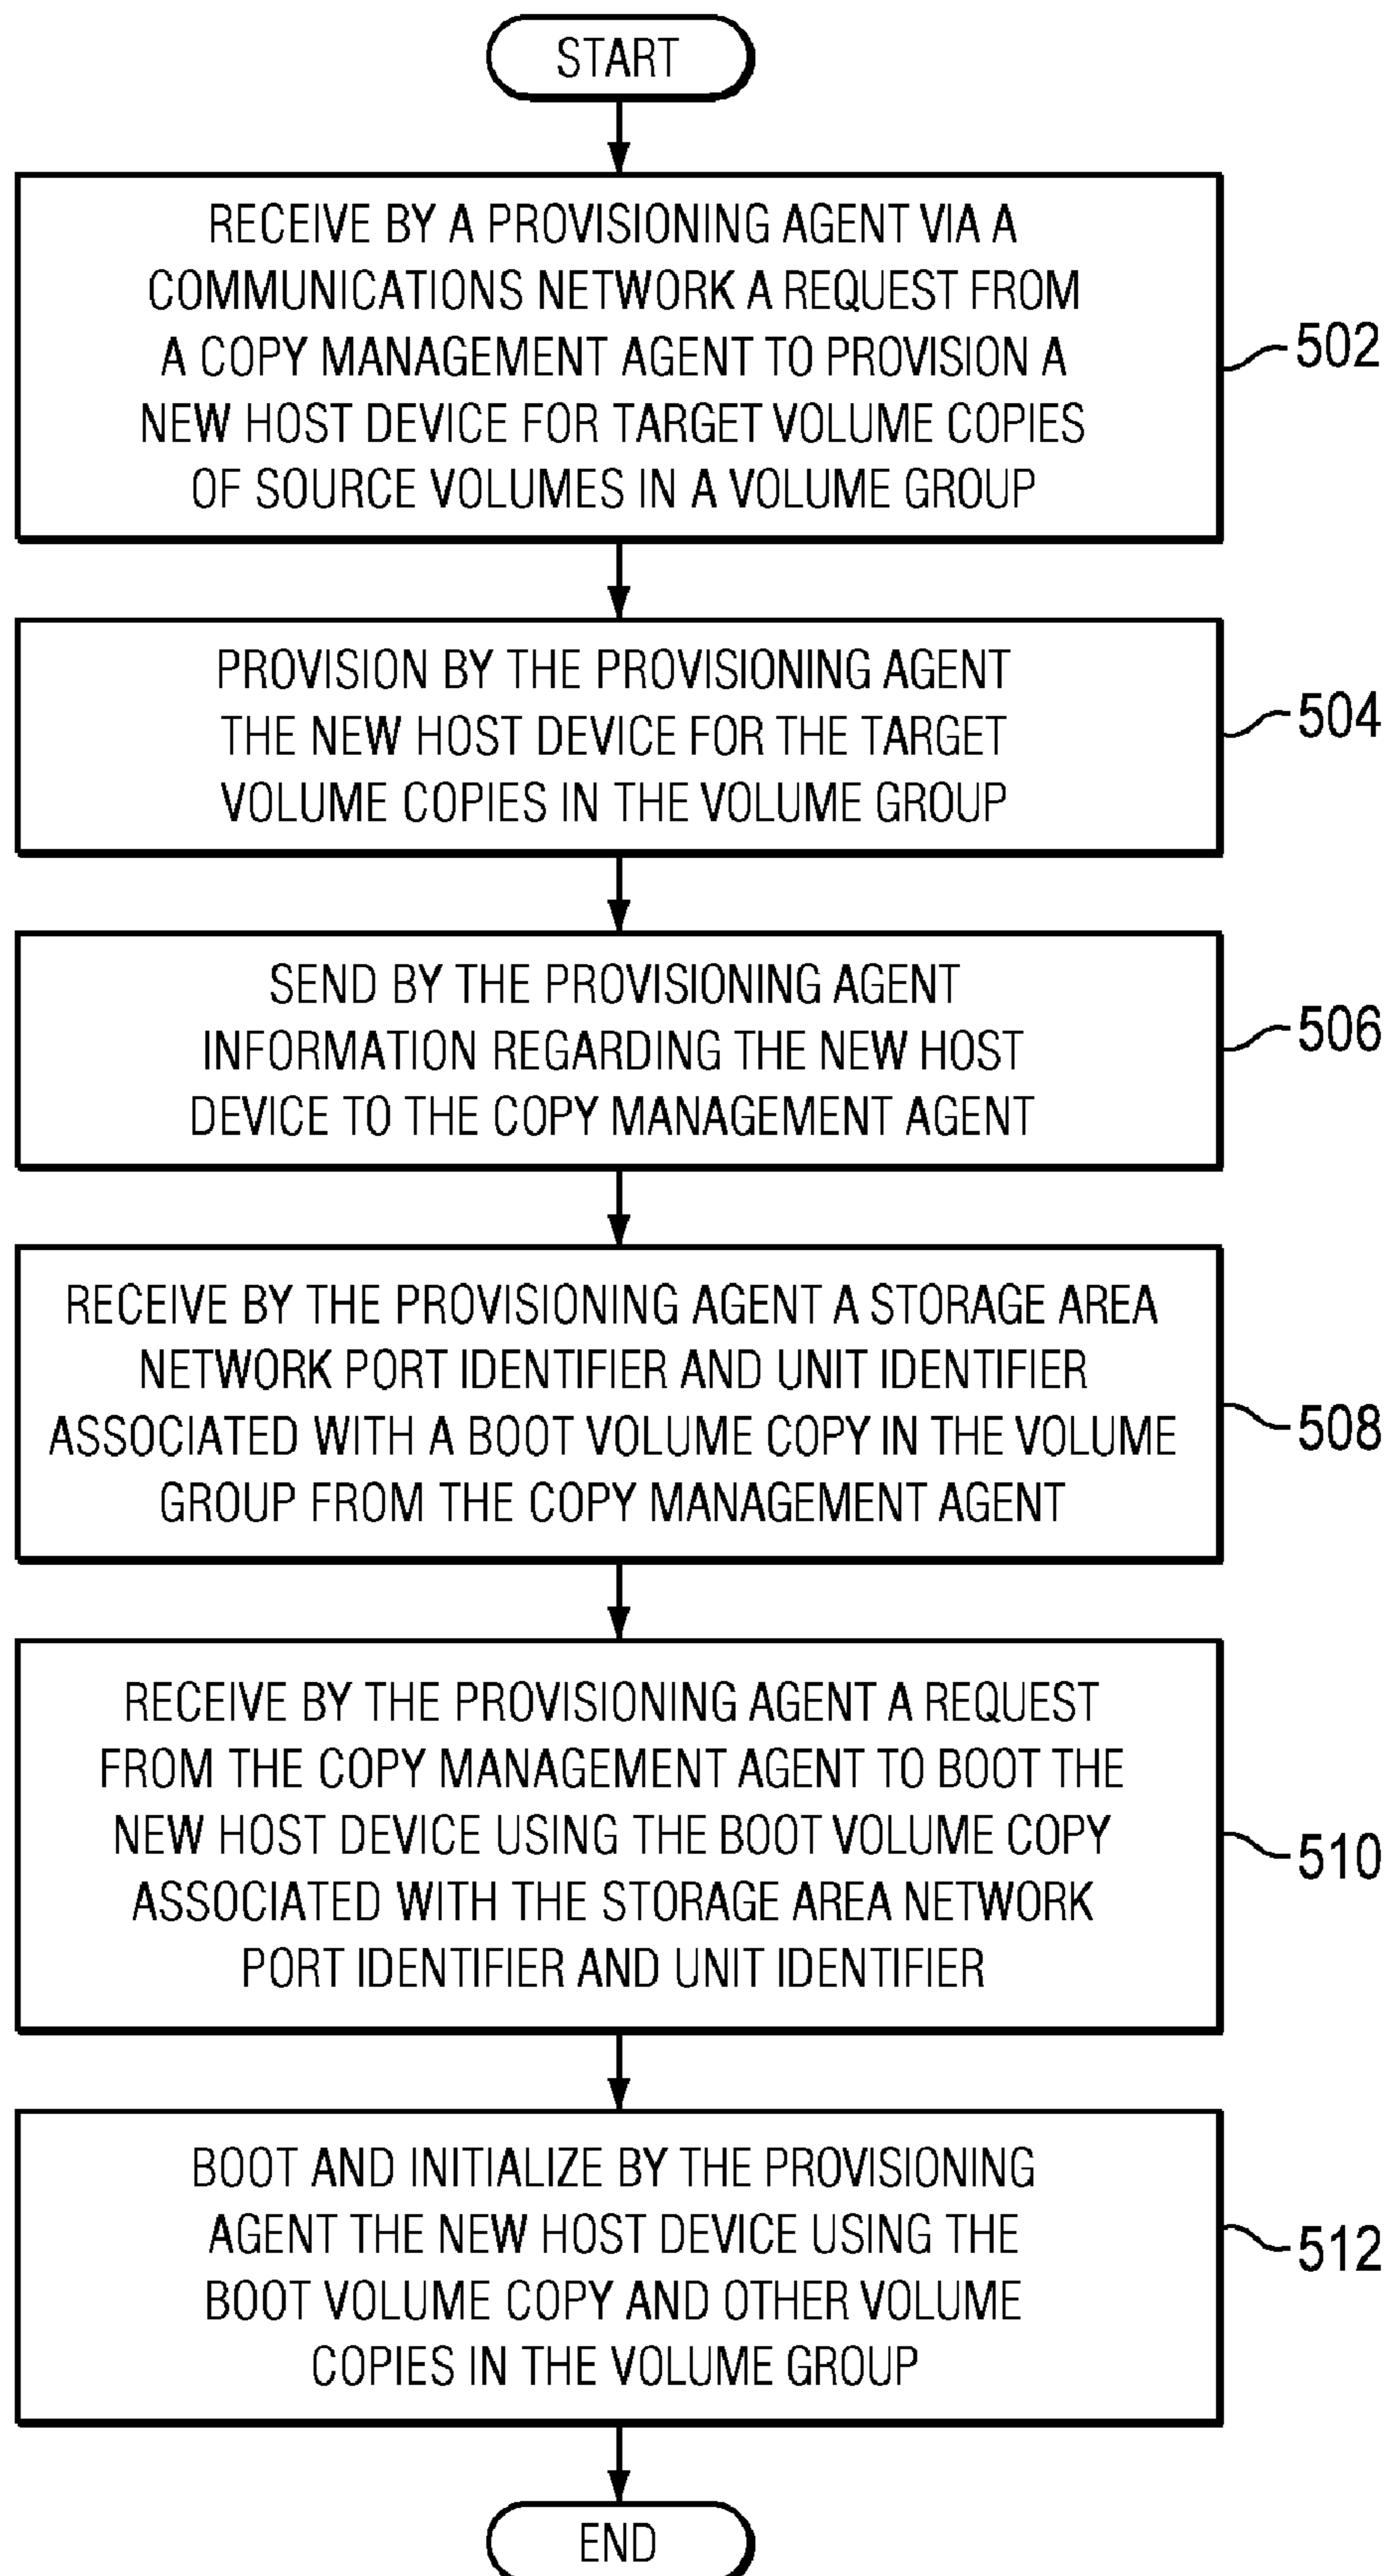 START
RECEIVE BY A PROVISIONING AGENT VIA A
COMMUNICATIONS NETWORK A REQUEST FROM
A COPY MANAGEMENT AGENT TO PROVISION A
NEW HOST DEVICE FOR TARGET VOLUME COPIES
OF SOURCE VOLUMES IN A VOLUME GROUP
502
PROVISION BY THE PROVISIONING AGENT
THE NEW HOST DEVICE FOR THE TARGET
VOLUME COPIES IN THE VOLUME GROUP
504
SEND BY THE PROVISIONING AGENT
INFORMATION REGARDING THE NEW HOST
DEVICE TO THE COPY MANAGEMENT AGENT
506
RECEIVE BY THE PROVISIONING AGENT A STORAGE AREA
NETWORK PORT IDENTIFIER AND UNIT IDENTIFIER
ASSOCIATED WITH A BOOT VOLUME COPY IN THE VOLUME
GROUP FROM THE COPY MANAGEMENT AGENT
508
RECEIVE BY THE PROVISIONING AGENT A REQUEST
FROM THE COPY MANAGEMENT AGENT TO BOOT THE
NEW HOST DEVICE USING THE BOOT VOLUME COPY
ASSOCIATED WITH THE STORAGE AREA NETWORK
PORT IDENTIFIER AND UNIT IDENTIFIER
510
BOOT AND INITIALIZE BY THE PROVISIONING
AGENT THE NEW HOST DEVICE USING THE
BOOT VOLUME COPY AND OTHER VOLUME
COPIES IN THE VOLUME GROUP
512
END